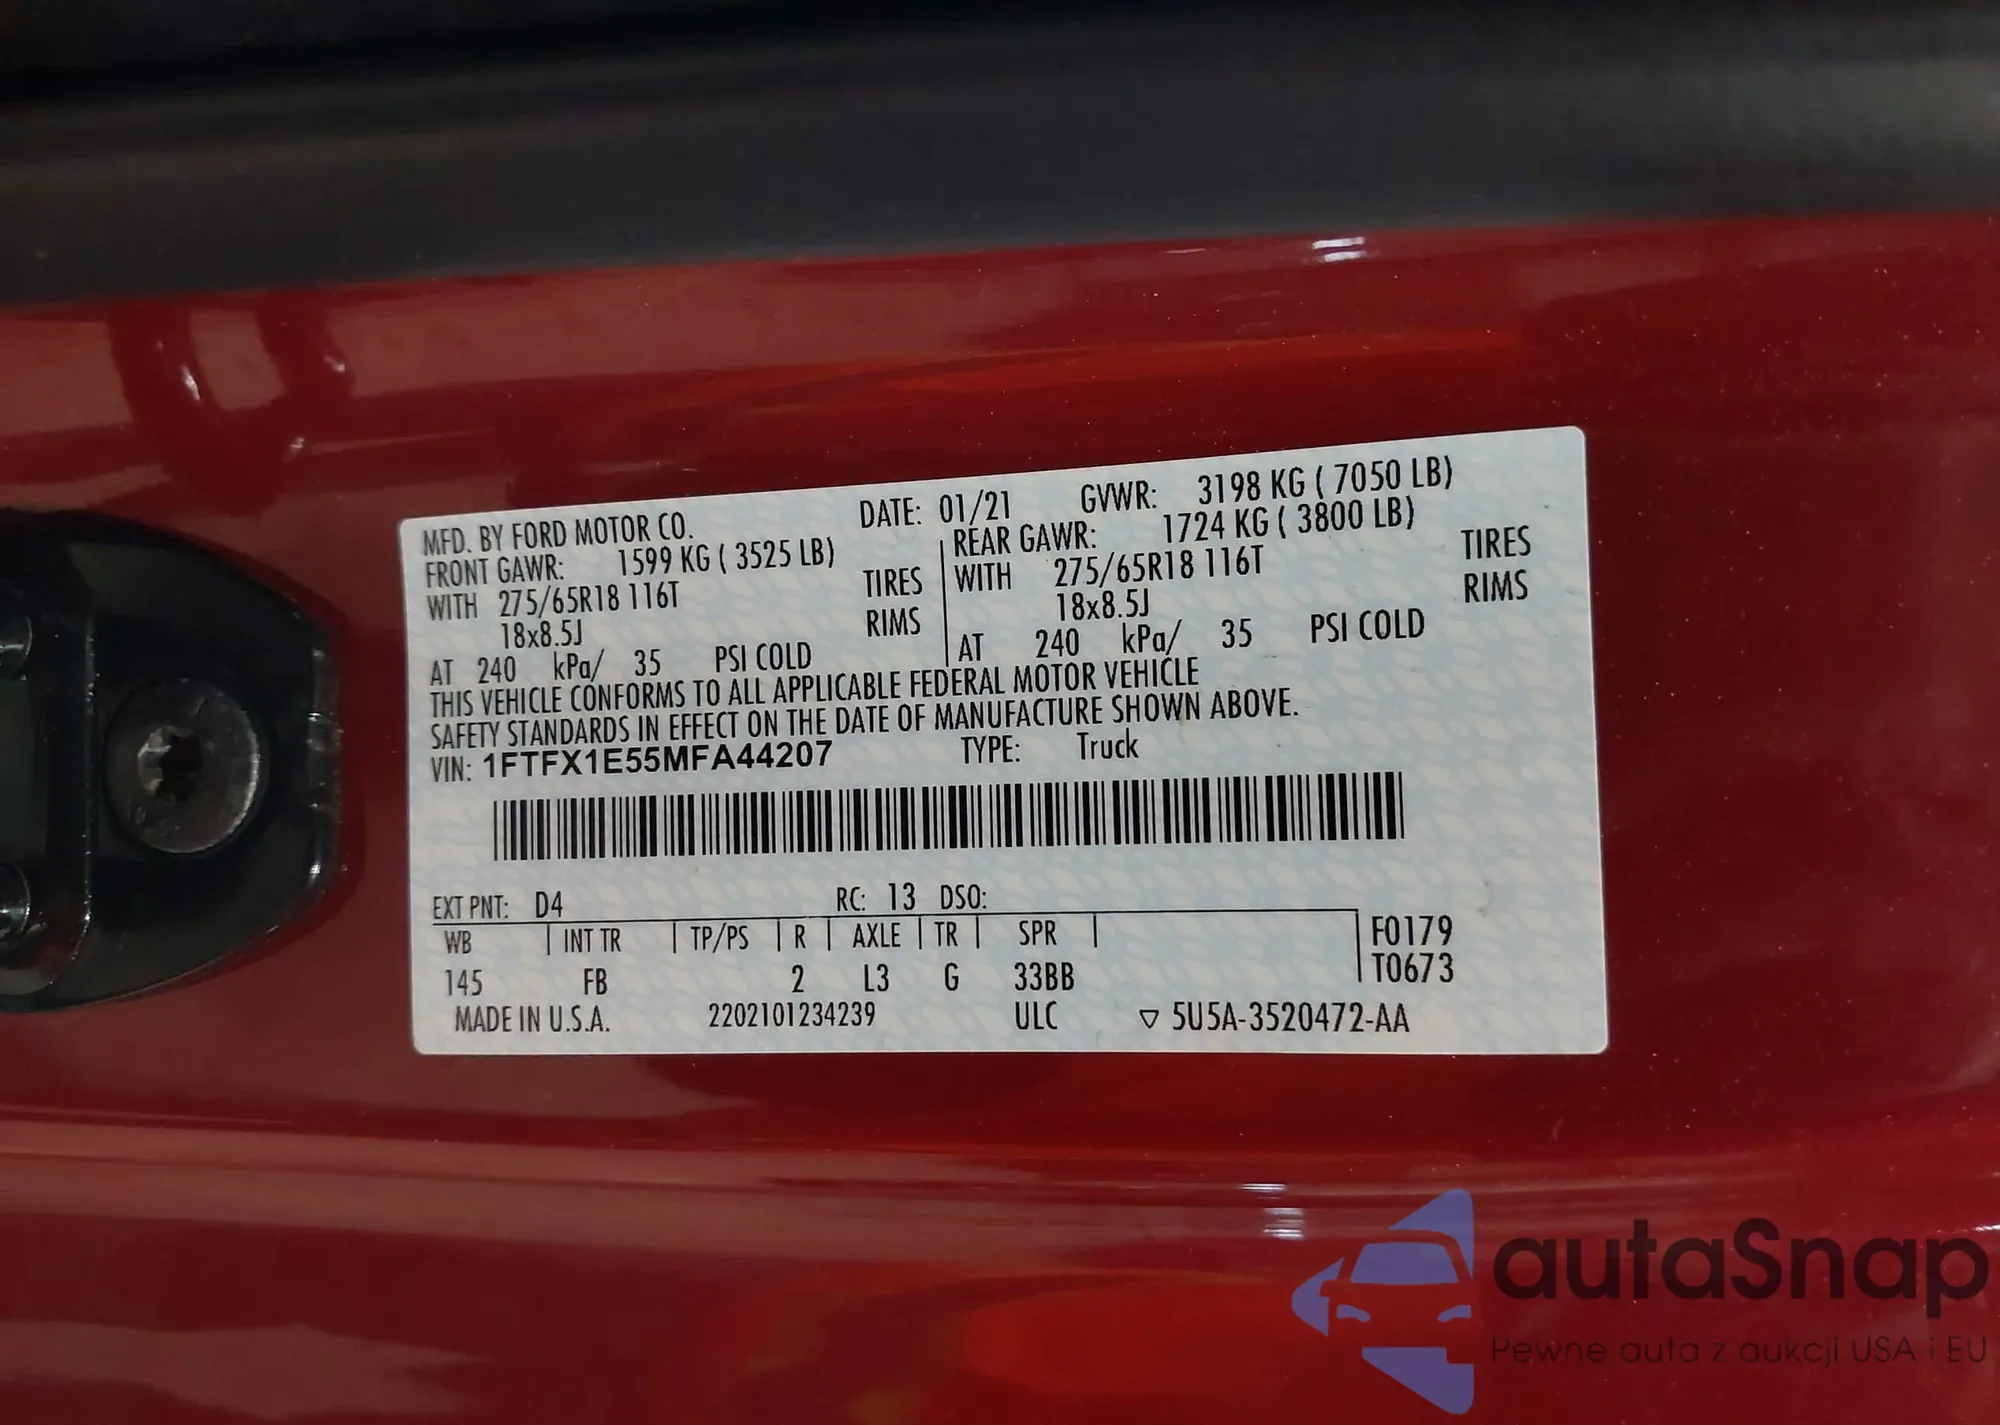 MFD. BY FORD MOTOR CO. DATE: 01/21 GVWR: 3198 KG ( 7050 LB)
FRONT GAWR: 1599 KG ( 3525 LB) REAR GAWR: 1724 KG ( 3800 LB)
WITH 275/65R18 116T TIRES WITH 275/65R18 116T TIRES
18x8.5J RIMS 18x8.5J RIMS
AT 240 kPa/ 35 PSI COLD AT 240 kPa/ 35 PSI COLD
THIS VEHICLE CONFORMS TO ALL APPLICABLE FEDERAL MOTOR VEHICLE
SAFETY STANDARDS IN EFFECT ON THE DATE OF MANUFACTURE SHOWN ABOVE.
VIN: 1FTFX1E55MFA44207 TYPE: Truck
EXT PNT: D4 RC: 13 DSO:
WB INT TR TP/PS R AXLE TR SPR F0179
145 FB 2 L3 G 33BB T0673
MADE IN U.S.A. 2202101234239 ULC ▽ 5U5A-3520472-AA
autaSnap
Pewne auta z aukcji USA i EU